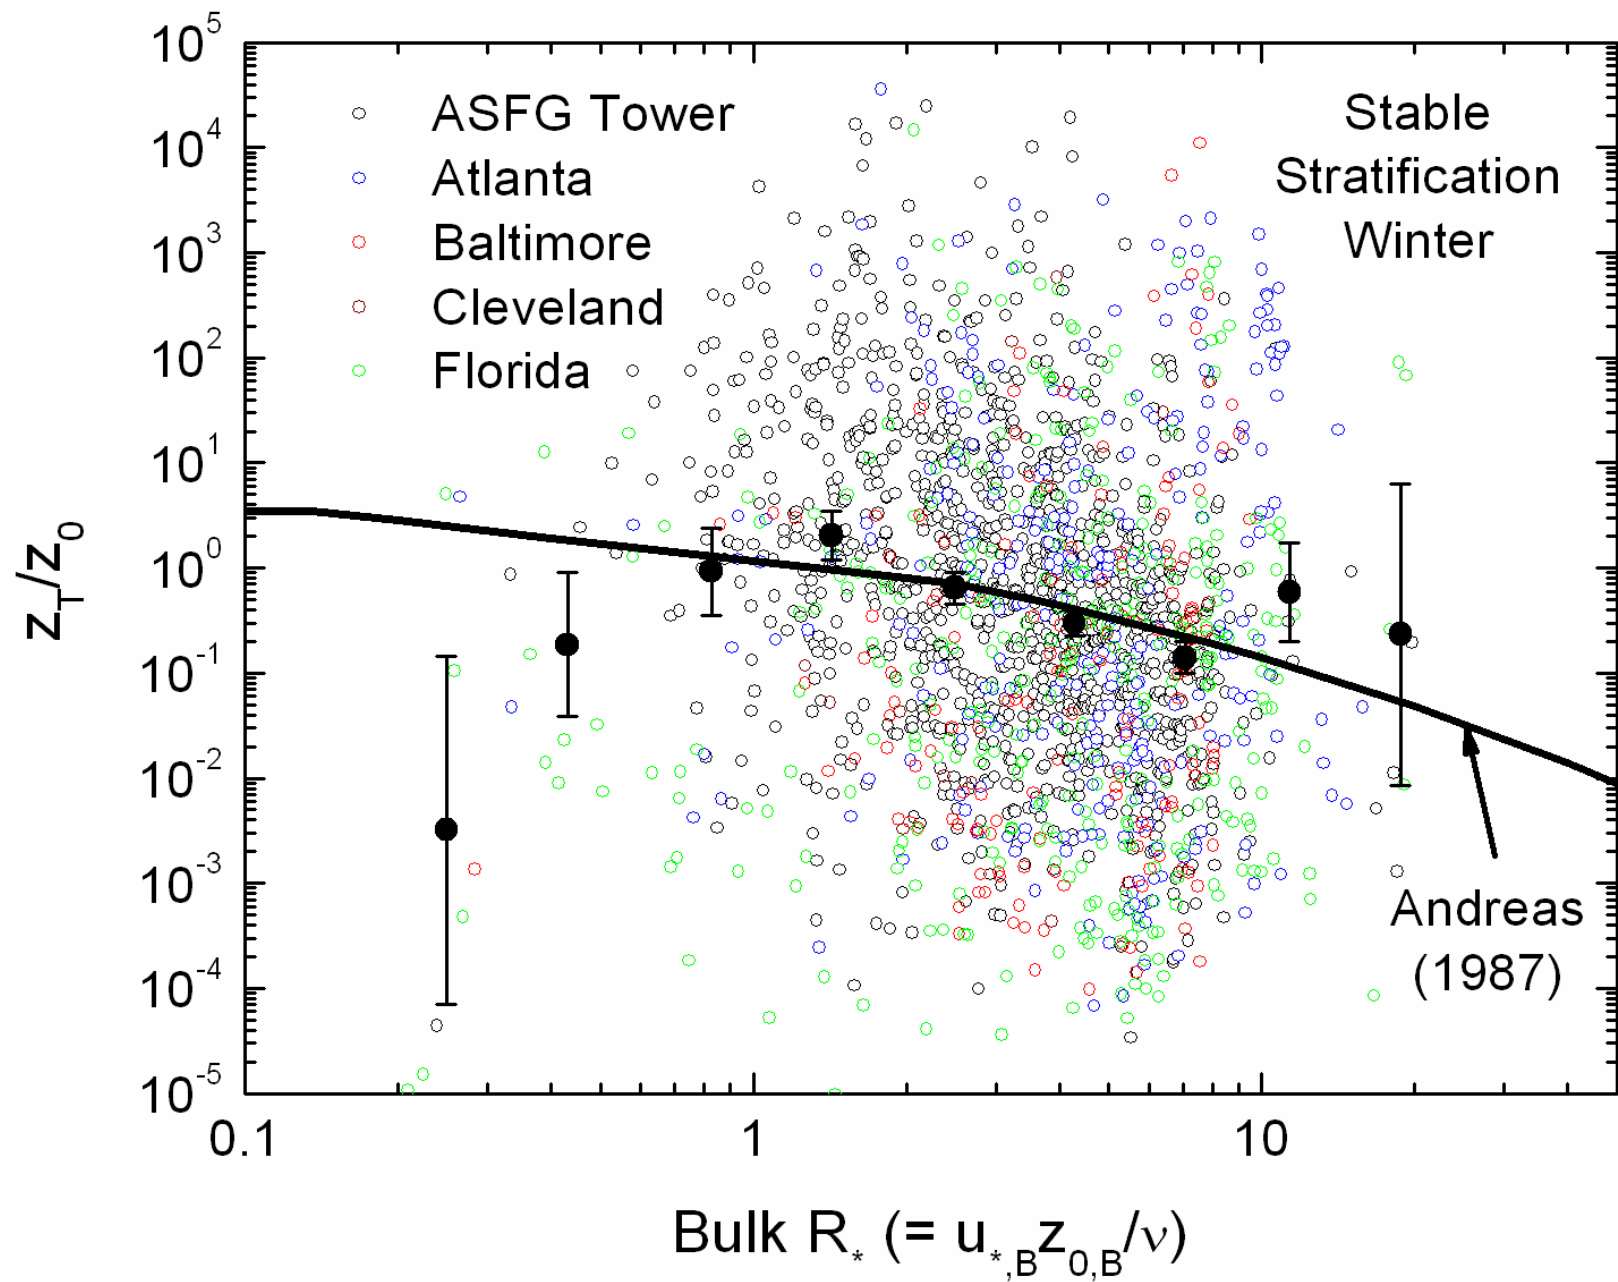 10^5
10^4
10^3
10^2
10^1
10^0
10^-1
10^-2
10^-3
10^-4
10^-5
z_T/z_0
ASFG Tower
Atlanta
Baltimore
Cleveland
Florida
Stable
Stratification
Winter
Andreas
(1987)
0.1 1 10
Bulk R_* (= u_*,B z_0,B/ν)